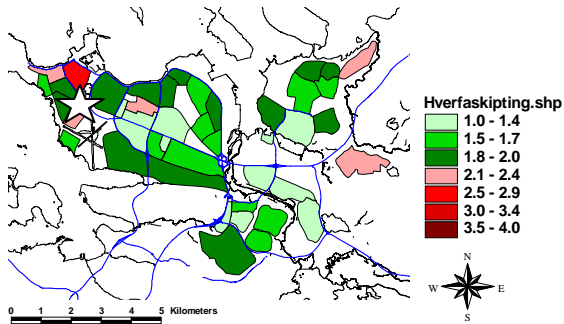 Hverfaskipting.shp
1.0 - 1.4
1.5 - 1.7
1.8 - 2.0
2.1 - 2.4
2.5 - 2.9
3.0 - 3.4
3.5 - 4.0
N
W E
S
0 1 2 3 4 5 Kilometers